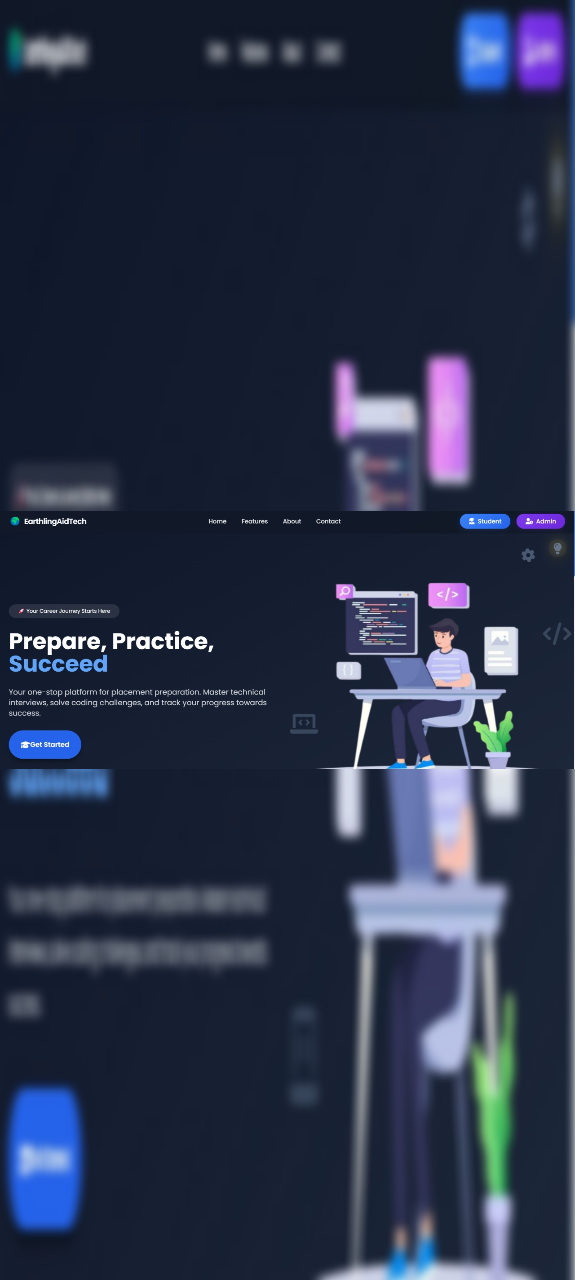 EarthlingAidTech
Home
Features
About
Contact
Student
Admin
</>
🚀 Your Career Journey Starts Here
{ }
</>
Prepare, Practice,
Succeed
Your one-stop platform for placement preparation. Master technical
interviews, solve coding challenges, and track your progress towards
success.
Get Started